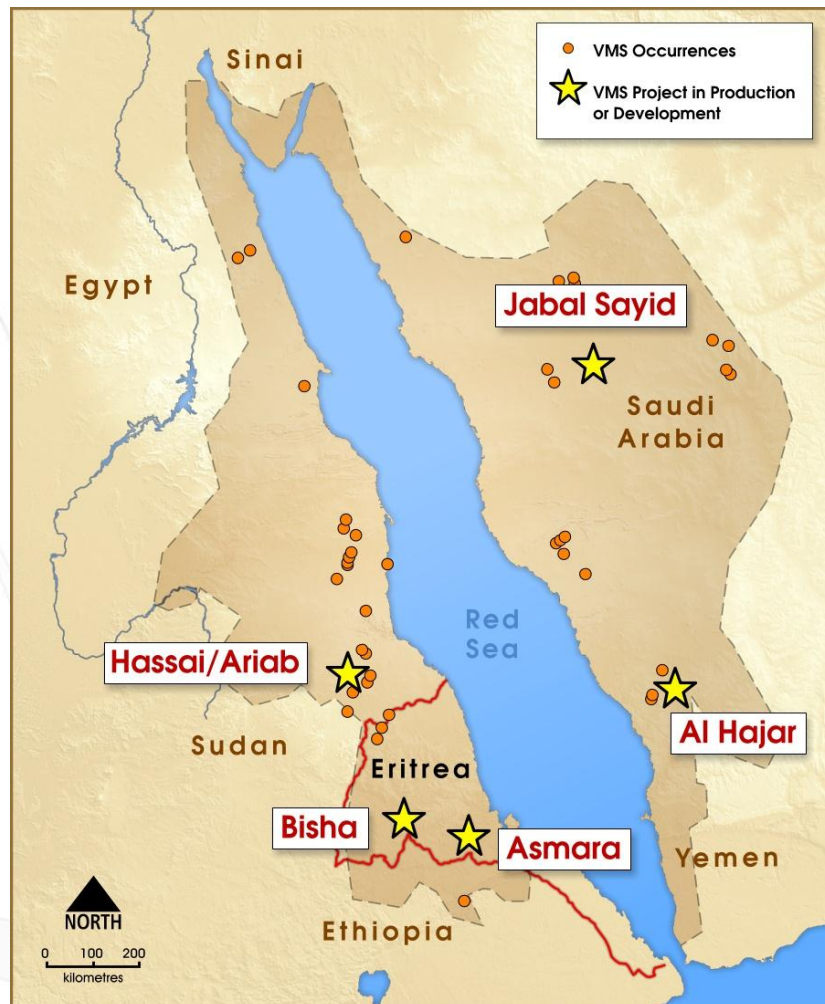 Sinai
VMS Occurrences
VMS Project in Production
or Development
Egypt
Jabal Sayid
Saudi
Arabia
Red
Sea
Hassai/Ariab
Al Hajar
Sudan
Eritrea
Bisha
Asmara
Yemen
Ethiopia
NORTH
0 100 200
kilometres